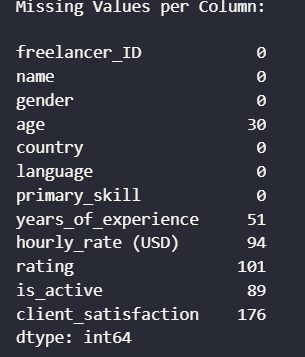 Missing Values per Column:
freelancer_ID 0
name 0
gender 0
age 30
country 0
language 0
primary_skill 0
years_of_experience 51
hourly_rate (USD) 94
rating 101
is_active 89
client_satisfaction 176
dtype: int64